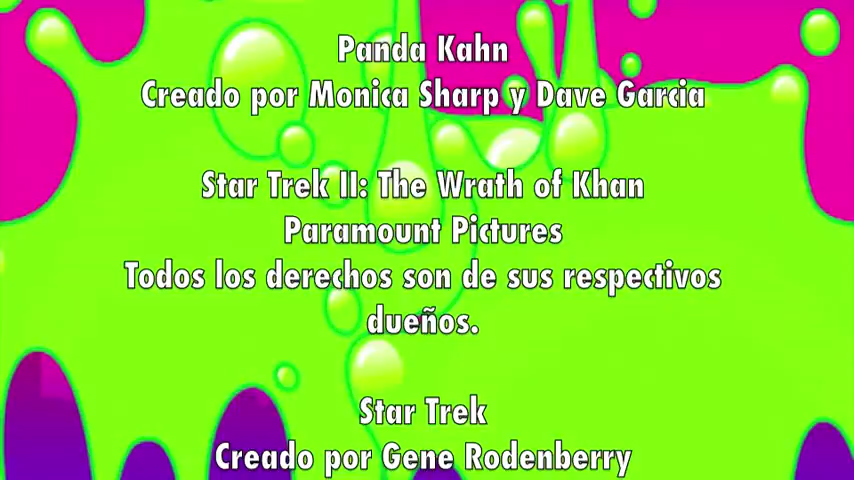 Panda Kahn
Creado por Monica Sharp y Dave Garcia
Star Trek II: The Wrath of Khan
Paramount Pictures
Todos los derechos son de sus respectivos
dueños.
Star Trek
Creado por Gene Rodenberry